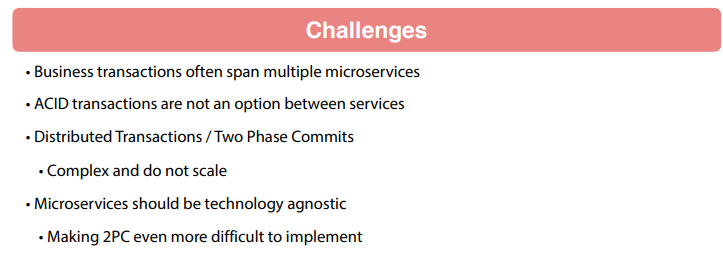 Challenges
• Business transactions often span multiple microservices
• ACID transactions are not an option between services
• Distributed Transactions / Two Phase Commits
• Complex and do not scale
• Microservices should be technology agnostic
• Making 2PC even more difficult to implement